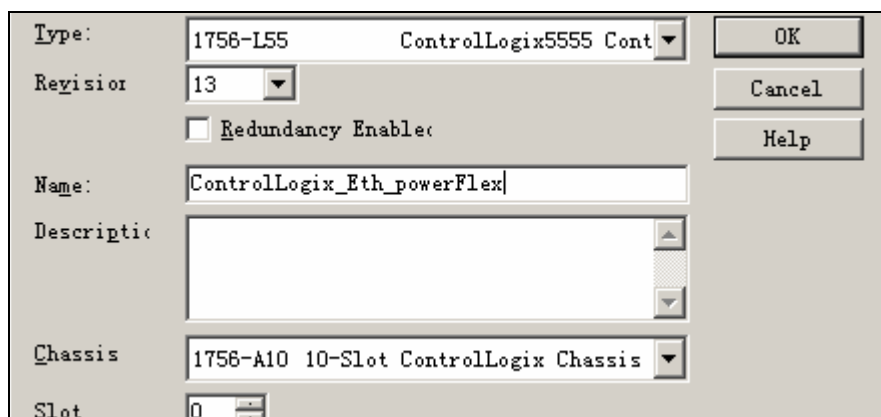 Type: 1756-L55 ControlLogix5555 Cont OK
Revisior 13 Cancel
Redundancy Enablec Help
Name: ControlLogix_Eth_powerFlex
Descriptic
Chassis 1756-A10 10-Slot ControlLogix Chassis
Slot 0